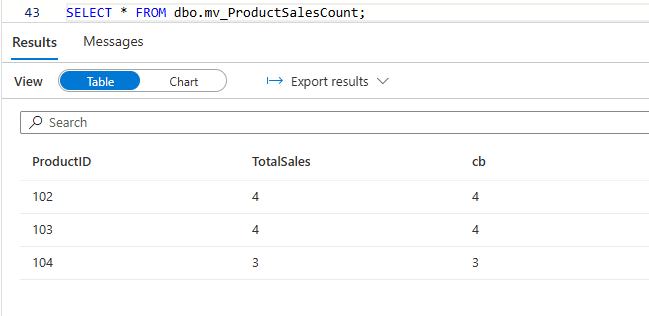 43 SELECT * FROM dbo.mv_ProductSalesCount;
Results Messages
View Table Chart Export results
Search
ProductID TotalSales cb
102 4 4
103 4 4
104 3 3